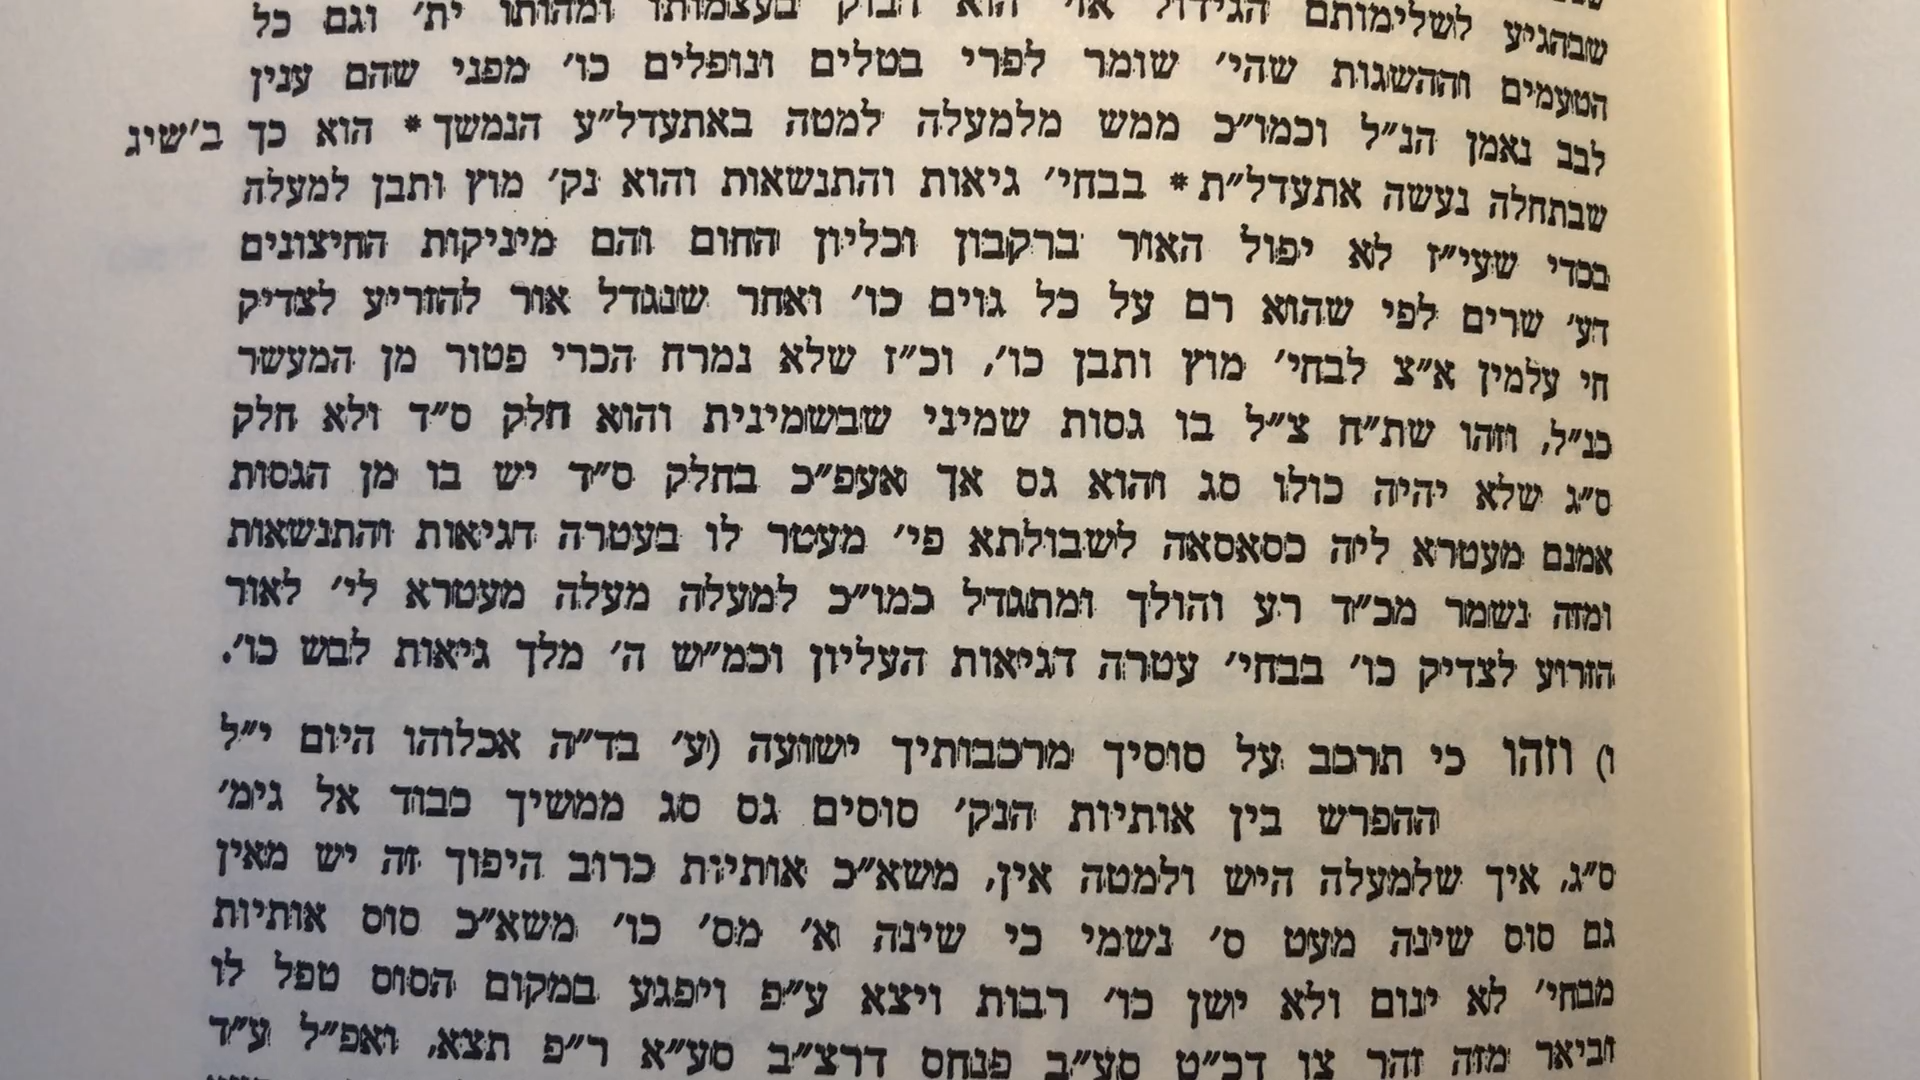 שבהגיע לשלימותם הגידול אזי הוא דבוק בעצמותו ומהותו ית׳ וגם כל
הטעמים וההשגות שהי׳ שומר לפרי בטלים ונופלים כו׳ מפני שהם ענין
לבב נאמן הנ״ל וכמו״כ ממש מלמעלה למטה באתעדל״ע הנמשך * הוא כך ב׳שיג
שבתחלה נעשה אתעדל״ת * בבחי׳ גיאות והתנשאות והוא נק׳ מוץ ותבן למעלה
בכדי שעי״ז לא יפול האור ברקבון וכליון החום והם מיניקות החיצונים
דע׳ שרים לפי שהוא רם על כל גוים כו׳ ואחר שנגדל אור להזריע לצדיק
חי עלמין א״צ לבחי׳ מוץ ותבן כו׳, וכ״ז שלא נמרח הכרי פטור מן המעשר
כנ״ל, וזהו שת״ח צ״ל בו גסות שמיני שבשמינית והוא חלק ס״ד ולא חלק
ס״ג שלא יהיה כולו סג והוא גס אך אעפ״כ בחלק ס״ד יש בו מן הגסות
אמנם מעטרא ליה כסאסאה לשבולתא פי׳ מעטר לו בעטרה דגיאות והתנשאות
ומזה נשמר מכ״ד רע והולך ומתגדל כמו״כ למעלה מעלה מעטרא לי׳ לאור
הזרוע לצדיק כו׳ בבחי׳ עטרה דגיאות העליון וכמ״ש ה׳ מלך גיאות לבש כו׳.
ו) וזהו כי תרכב על סוסיך מרכבותיך ישועה (ע׳ בד״ה אכלוהו היום י״ל
ההפרש בין אותיות הנק׳ סוסים גס סג ממשיך כבוד אל גימ׳
ס״ג, איך שלמעלה היש ולמטה אין, משא״כ אותיות כרוב היפוך זה יש מאין
גם סוס שינה מעט ס׳ נשמי כי שינה א׳ מס׳ כו׳ משא״כ סוס אותיות
מבחי׳ לא ינום ולא ישן כו׳ רבות ויצא ע״פ ויפגע במקום הסוס טפל לו
וביאר מזה זהר צו דכ״ט סע״ב פנחס דרצ״ב סע״א ר״פ תצא, ואפ״ל ע״ד